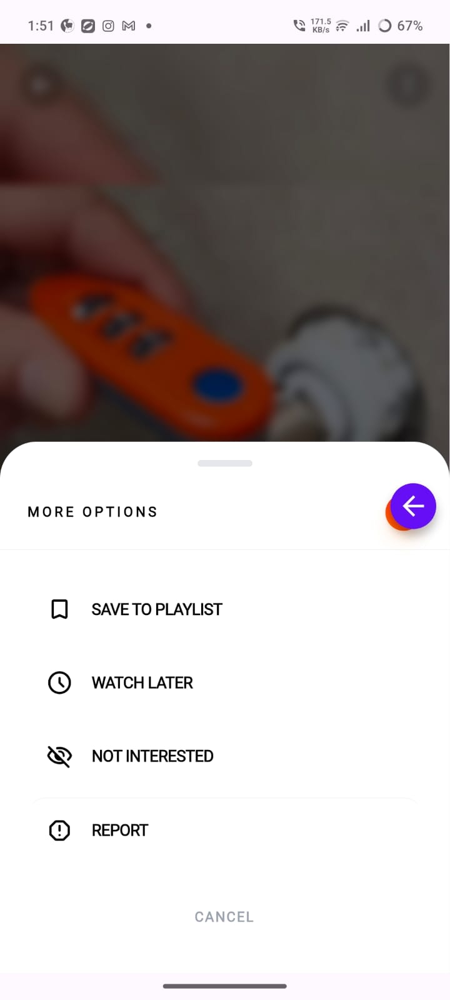 1:51
171.5
KB/s
67%
MORE OPTIONS
SAVE TO PLAYLIST
WATCH LATER
NOT INTERESTED
REPORT
CANCEL